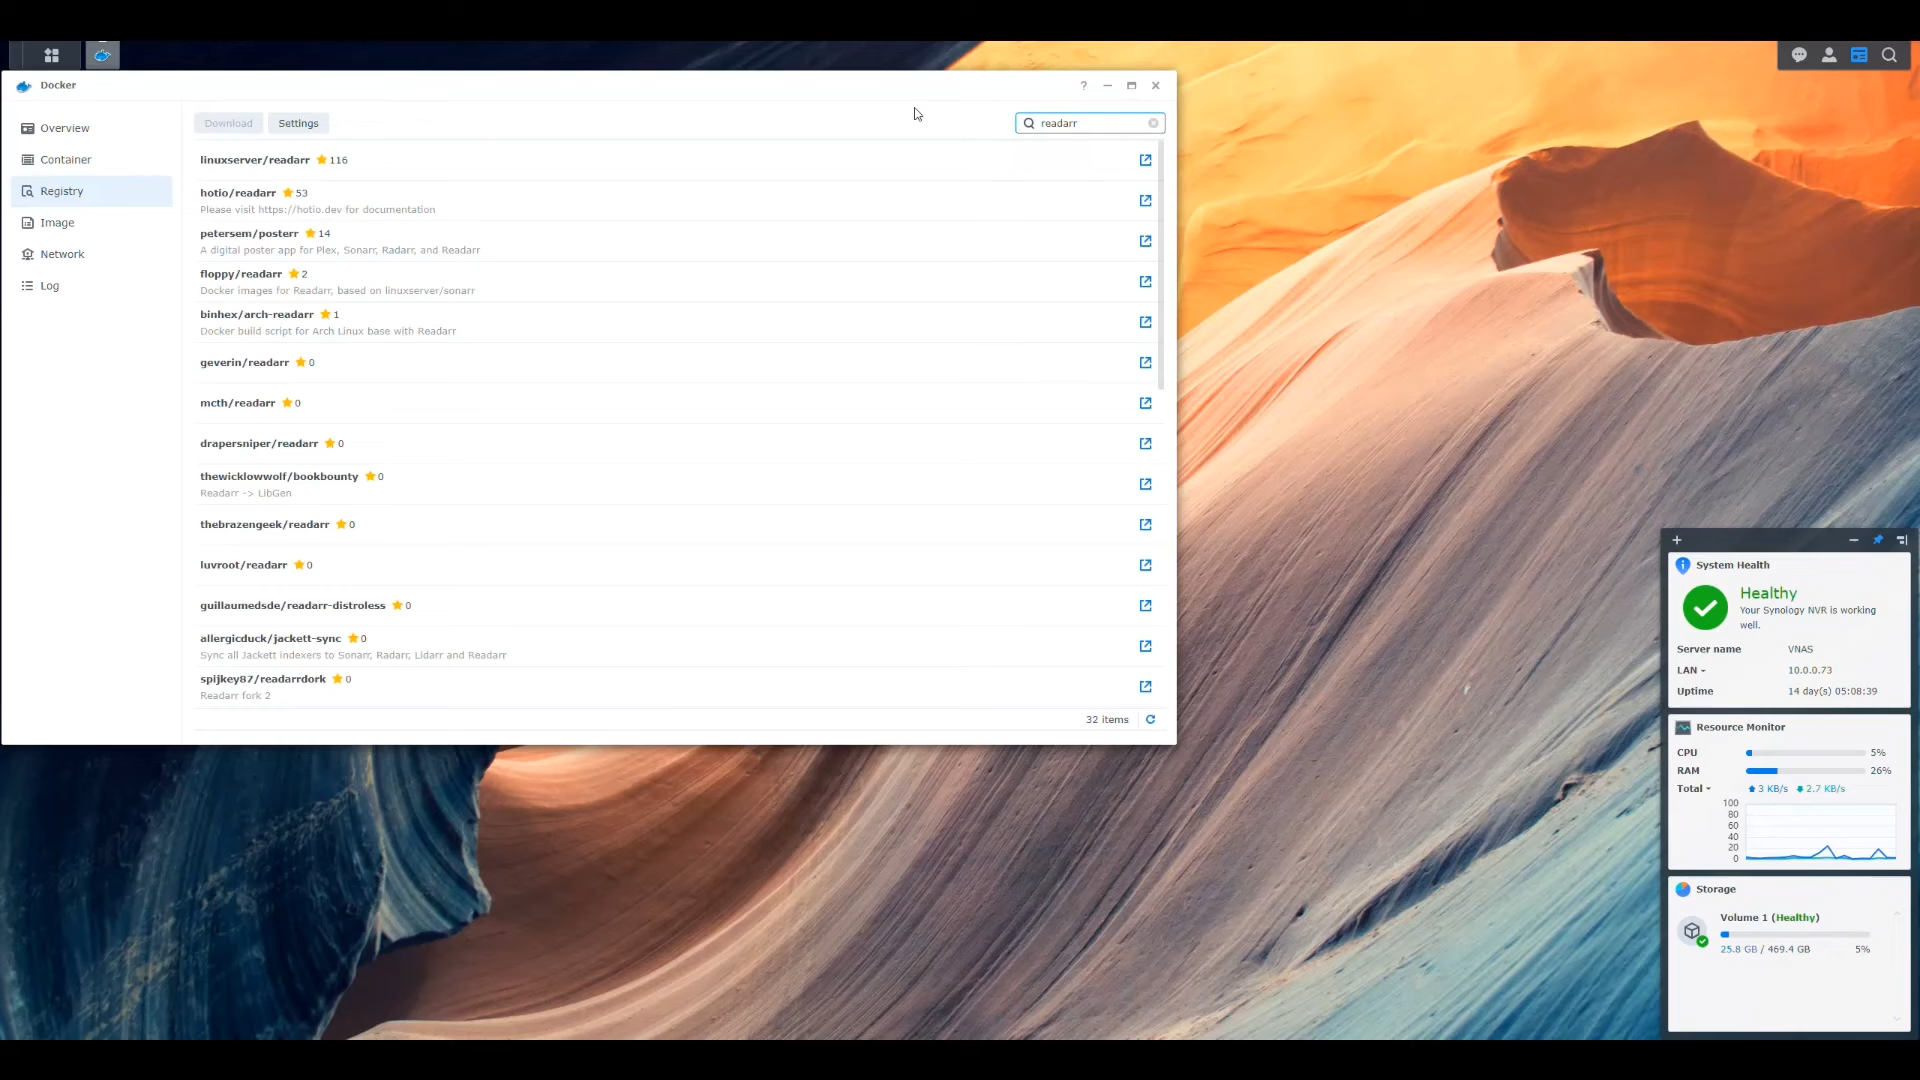 Docker
?
Overview
Container
Registry
Image
Network
Log
Download
Settings
readarr
linuxserver/readarr 116
hotio/readarr 53
Please visit https://hotio.dev for documentation
petersem/posterr 14
A digital poster app for Plex, Sonarr, Radarr, and Readarr
floppy/readarr 2
Docker images for Readarr, based on linuxserver/sonarr
binhex/arch-readarr 1
Docker build script for Arch Linux base with Readarr
geverin/readarr 0
mcth/readarr 0
drapersniper/readarr 0
thewicklowwolf/bookbounty 0
Readarr -> LibGen
thebrazengeek/readarr 0
luvroot/readarr 0
guillaumedsde/readarr-distroless 0
allergicduck/jackett-sync 0
Sync all Jackett indexers to Sonarr, Radarr, Lidarr and Readarr
spijkey87/readarrdork 0
Readarr fork 2
32 items
System Health
Healthy
Your Synology NVR is working
well.
Server name VNAS
LAN 10.0.0.73
Uptime 14 day(s) 05:08:39
Resource Monitor
CPU 5%
RAM 26%
Total 3 KB/s 2.7 KB/s
100
80
60
40
20
0
Storage
Volume 1 (Healthy)
25.8 GB / 469.4 GB 5%